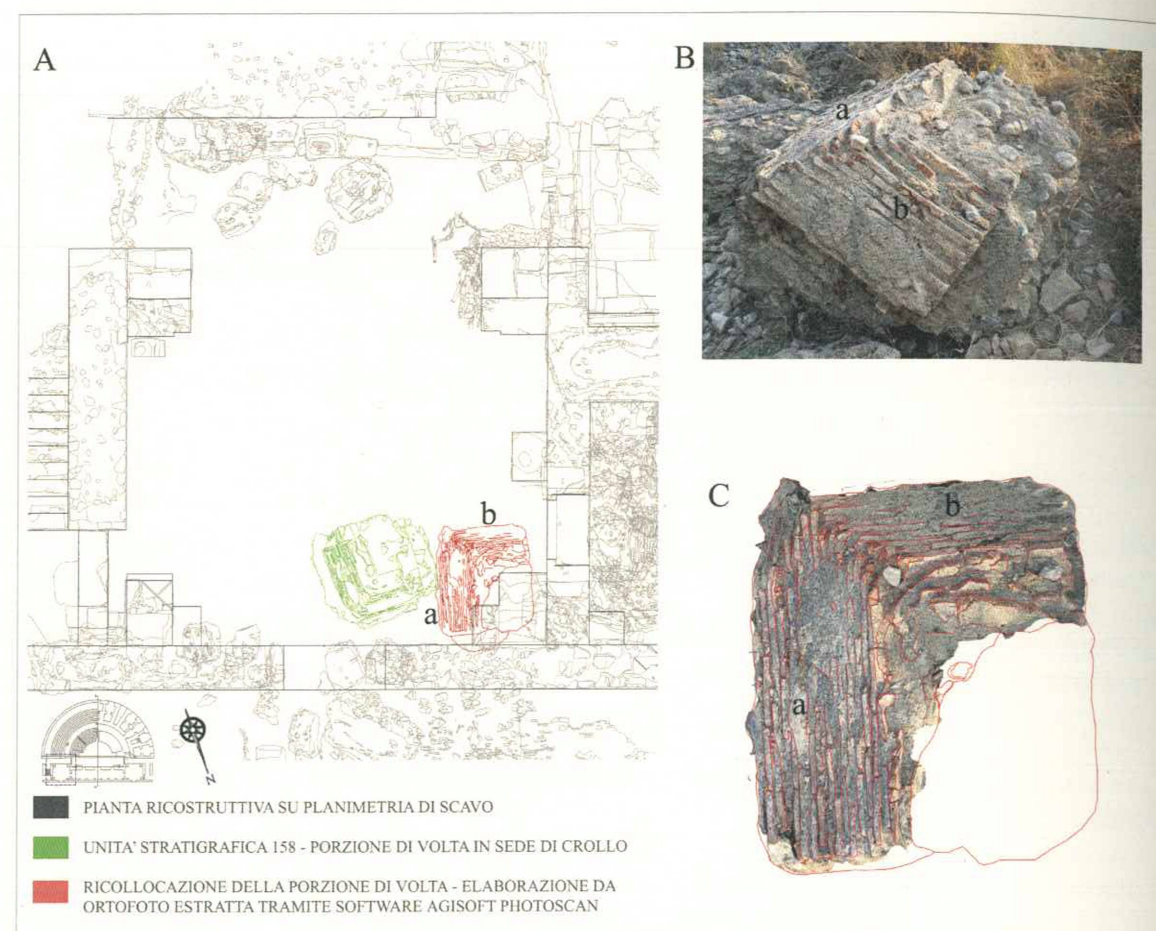 A
B
a
b
b
a
C
b
a
N
PIANTA RICOSTRUTTIVA SU PLANIMETRIA DI SCAVO
UNITA' STRATIGRAFICA 158 - PORZIONE DI VOLTA IN SEDE DI CROLLO
RICOLLOCAZIONE DELLA PORZIONE DI VOLTA - ELABORAZIONE DA
ORTOFOTO ESTRATTA TRAMITE SOFTWARE AGISOFT PHOTOSCAN